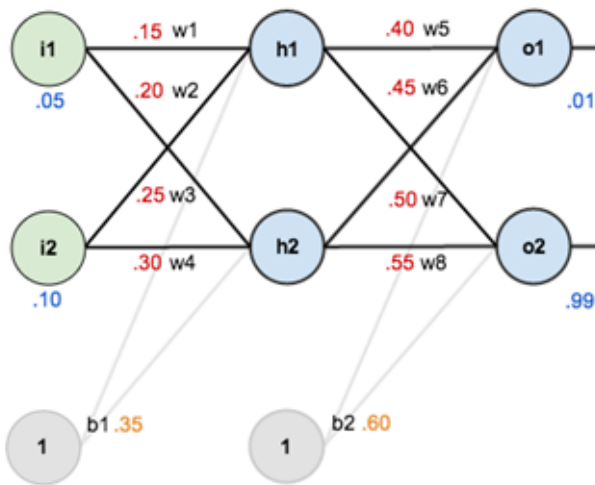 i1 .15 w1 h1 .40 w5 o1
.20 w2 .45 w6
.05 .01
.25 w3 .50 w7
i2 h2 o2
.30 w4 .55 w8
.10 .99
b1 .35 b2 .60
1 1